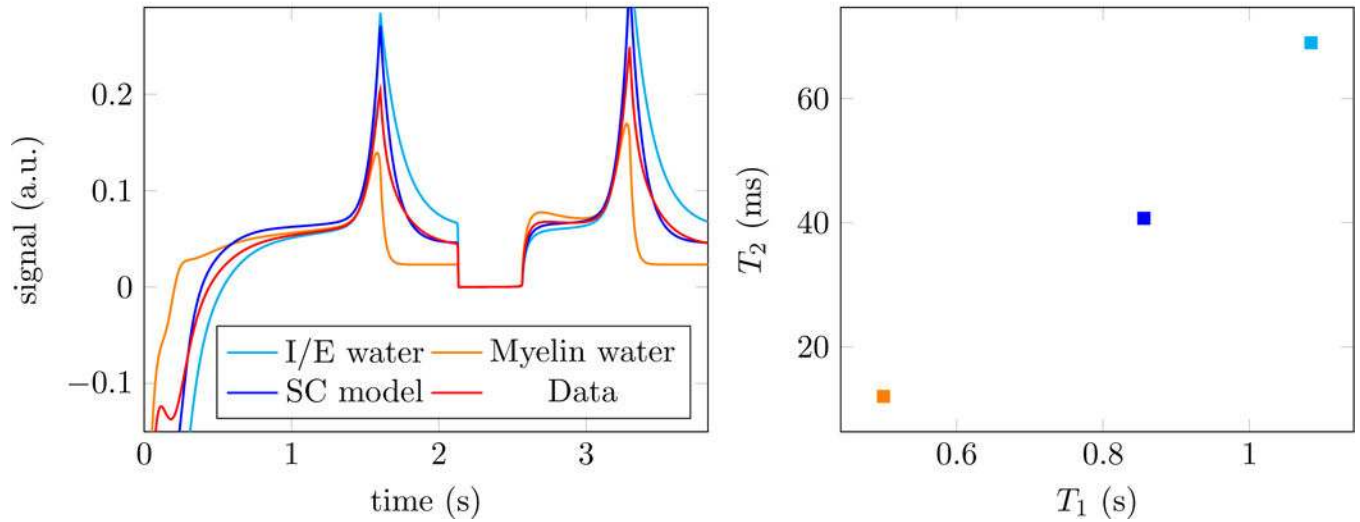 0.2
0.1
0
−0.1
signal (a.u.)
I/E water
Myelin water
SC model
Data
0
1
2
3
time (s)
60
40
20
T2 (ms)
0.6
0.8
1
T1 (s)